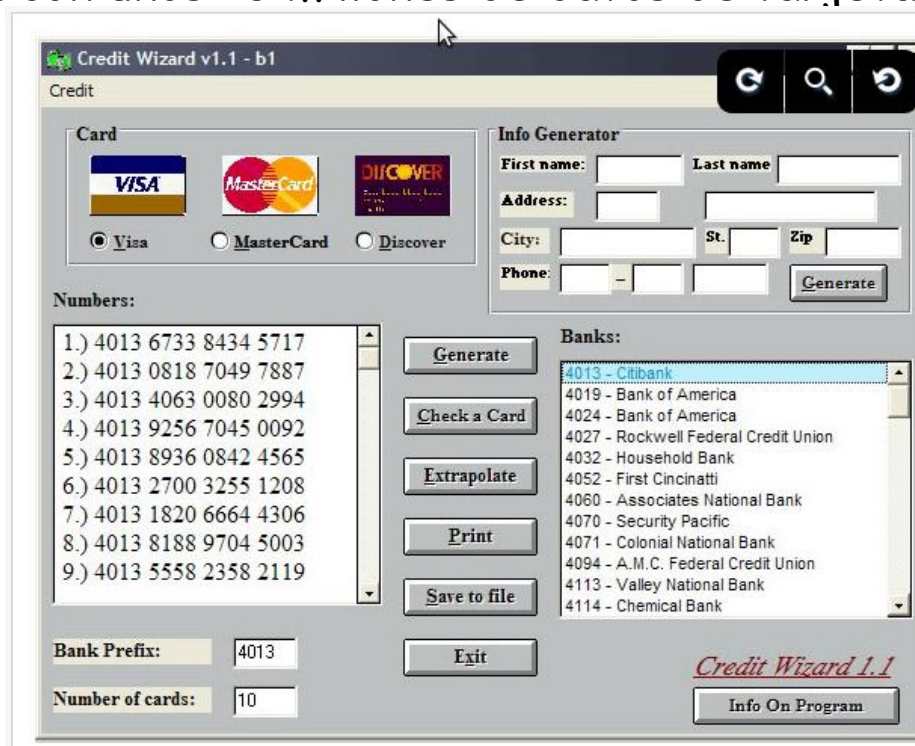 Credit Wizard v1.1 - b1
Credit
Card
VISA
MasterCard
DISCOVER
Visa
MasterCard
Discover
Info Generator
First name:
Last name
Address:
City:
St.
Zip
Phone:
–
Generate
Numbers:
1.) 4013 6733 8434 5717
2.) 4013 0818 7049 7887
3.) 4013 4063 0080 2994
4.) 4013 9256 7045 0092
5.) 4013 8936 0842 4565
6.) 4013 2700 3255 1208
7.) 4013 1820 6664 4306
8.) 4013 8188 9704 5003
9.) 4013 5558 2358 2119
Generate
Check a Card
Extrapolate
Print
Save to file
Exit
Banks:
4013 - Citibank
4019 - Bank of America
4024 - Bank of America
4027 - Rockwell Federal Credit Union
4032 - Household Bank
4052 - First Cincinatti
4060 - Associates National Bank
4070 - Security Pacific
4071 - Colonial National Bank
4094 - A.M.C. Federal Credit Union
4113 - Valley National Bank
4114 - Chemical Bank
Bank Prefix:
4013
Number of cards:
10
Credit Wizard 1.1
Info On Program